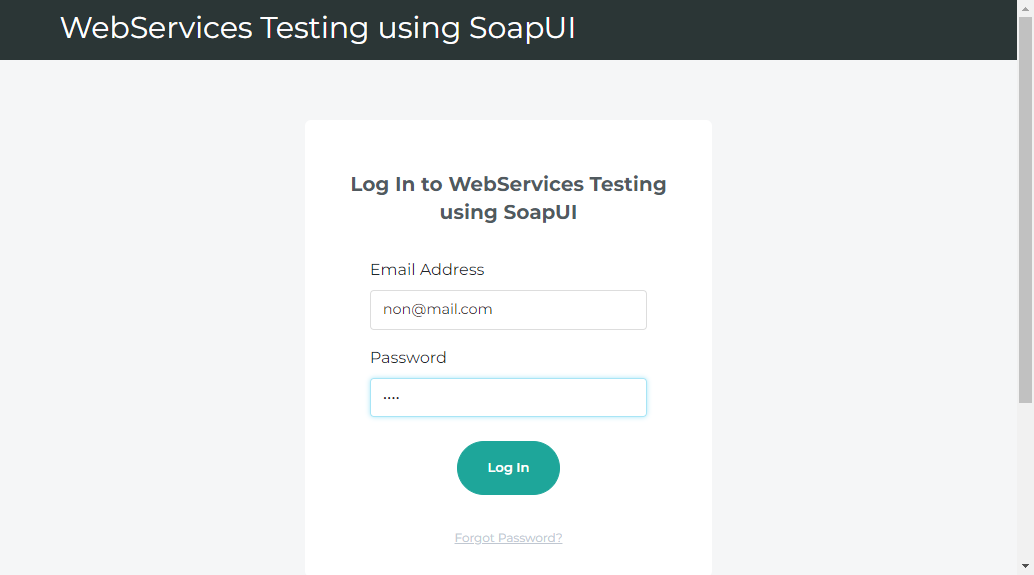 WebServices Testing using SoapUI
Log In to WebServices Testing
using SoapUI
Email Address
non@mail.com
Password
····
Log In
Forgot Password?